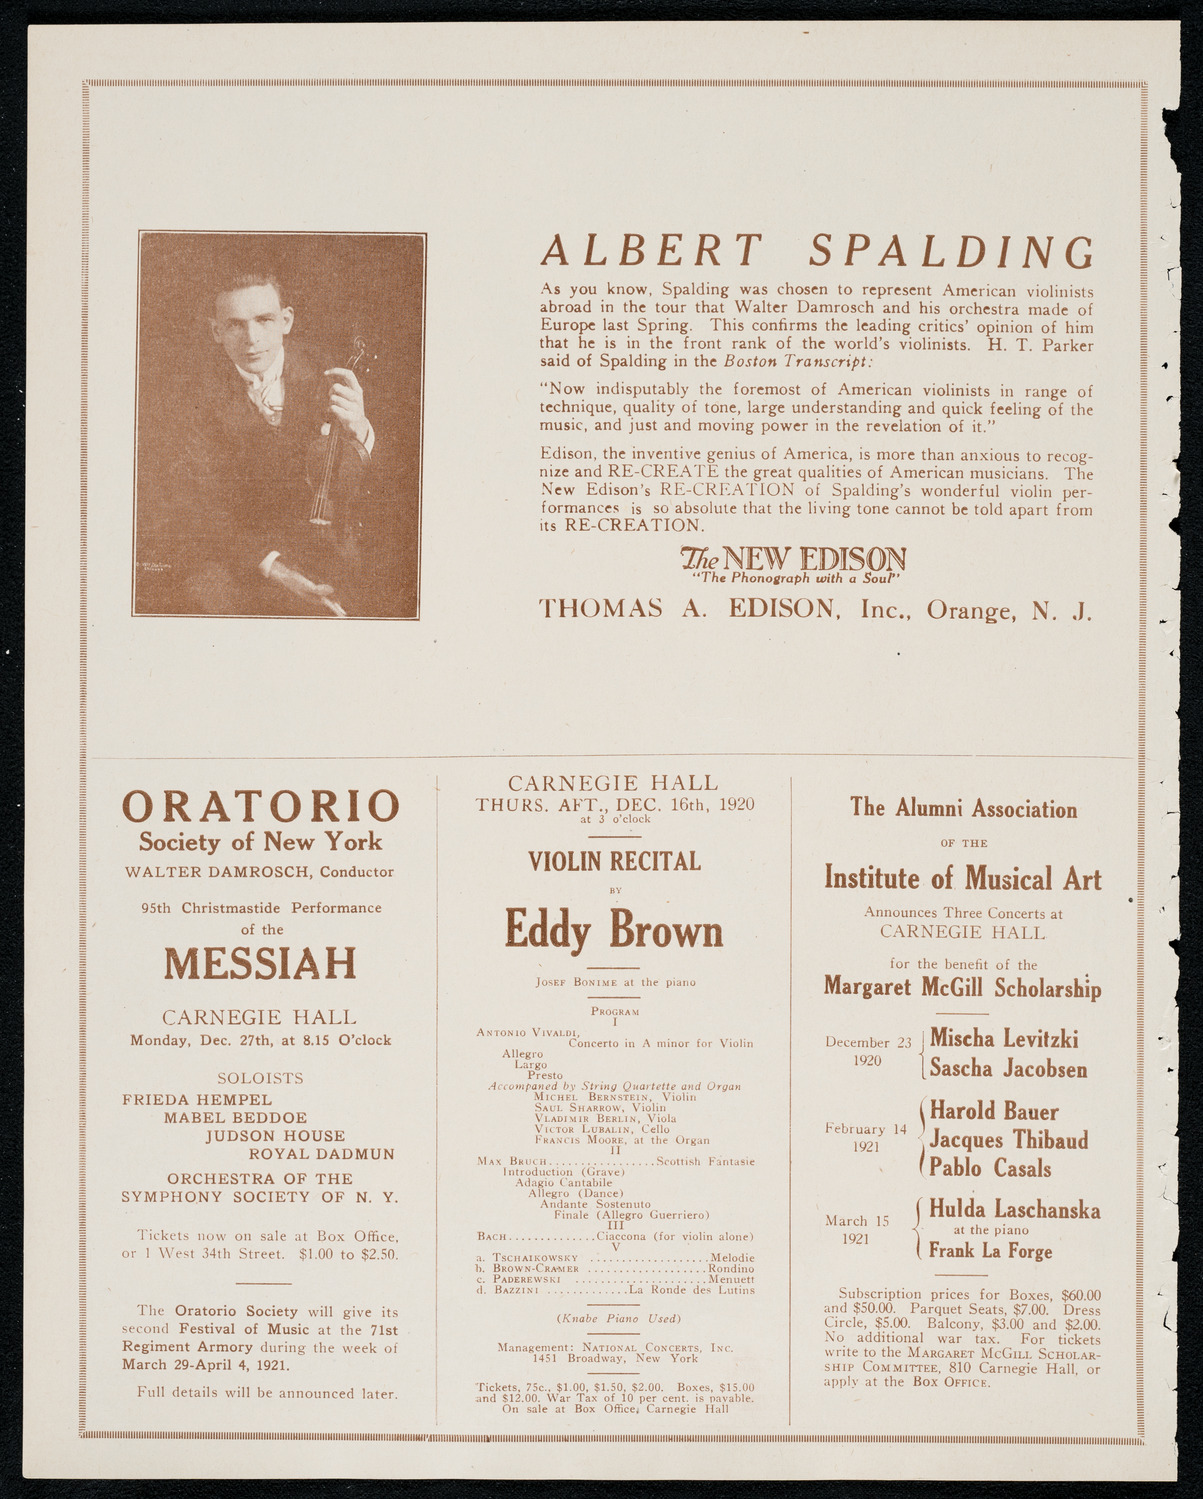 ALBERT SPALDING
As you know, Spalding was chosen to represent American violinists
abroad in the tour that Walter Damrosch and his orchestra made of
Europe last Spring. This confirms the leading critics' opinion of him
that he is in the front rank of the world's violinists. H. T. Parker
said of Spalding in the Boston Transcript:
"Now indisputably the foremost of American violinists in range of
technique, quality of tone, large understanding and quick feeling of the
music, and just and moving power in the revelation of it."
Edison, the inventive genius of America, is more than anxious to recog-
nize and RE-CREATE the great qualities of American musicians. The
New Edison's RE-CREATION of Spalding's wonderful violin per-
formances is so absolute that the living tone cannot be told apart from
its RE-CREATION.
The NEW EDISON
"The Phonograph with a Soul"
THOMAS A. EDISON, Inc., Orange, N. J.
ORATORIO
Society of New York
WALTER DAMROSCH, Conductor
95th Christmastide Performance
of the
MESSIAH
CARNEGIE HALL
Monday, Dec. 27th, at 8.15 O'clock
SOLOISTS
FRIEDA HEMPEL
MABEL BEDDOE
JUDSON HOUSE
ROYAL DADMUN
ORCHESTRA OF THE
SYMPHONY SOCIETY OF N. Y.
Tickets now on sale at Box Office,
or 1 West 34th Street. $1.00 to $2.50.
The Oratorio Society will give its
second Festival of Music at the 71st
Regiment Armory during the week of
March 29-April 4, 1921.
Full details will be announced later.
CARNEGIE HALL
THURS. AFT., DEC. 16th, 1920
at 3 o'clock
VIOLIN RECITAL
BY
Eddy Brown
JOSEF BONIME at the piano
PROGRAM
I
ANTONIO VIVALDI,
Concerto in A minor for Violin
Allegro
Largo
Presto
Accompaned by String Quartette and Organ
MICHEL BERNSTEIN, Violin
SAUL SHARROW, Violin
VLADIMIR BERLIN, Viola
VICTOR LUBALIN, Cello
FRANCIS MOORE, at the Organ
II
MAX BRUCH.................Scottish Fantasie
Introduction (Grave)
Adagio Cantabile
Allegro (Dance)
Andante Sostenuto
Finale (Allegro Guerriero)
III
BACH..............Ciaccona (for violin alone)
V
a. TSCHAIKOWSKY ..................Melodie
b. BROWN-CRAMER ..................Rondino
c. PADEREWSKI ....................Menuett
d. BAZZINI ............La Ronde des Lutins
(Knabe Piano Used)
Management: NATIONAL CONCERTS, INC.
1451 Broadway, New York
Tickets, 75c., $1.00, $1.50, $2.00. Boxes, $15.00
and $12.00. War Tax of 10 per cent. is payable.
On sale at Box Office, Carnegie Hall
The Alumni Association
OF THE
Institute of Musical Art
Announces Three Concerts at
CARNEGIE HALL
for the benefit of the
Margaret McGill Scholarship
December 23
1920
Mischa Levitzki
Sascha Jacobsen
February 14
1921
Harold Bauer
Jacques Thibaud
Pablo Casals
March 15
1921
Hulda Laschanska
at the piano
Frank La Forge
Subscription prices for Boxes, $60.00
and $50.00. Parquet Seats, $7.00. Dress
Circle, $5.00. Balcony, $3.00 and $2.00.
No additional war tax. For tickets
write to the MARGARET MCGILL SCHOLAR-
SHIP COMMITTEE, 810 Carnegie Hall, or
apply at the BOX OFFICE.